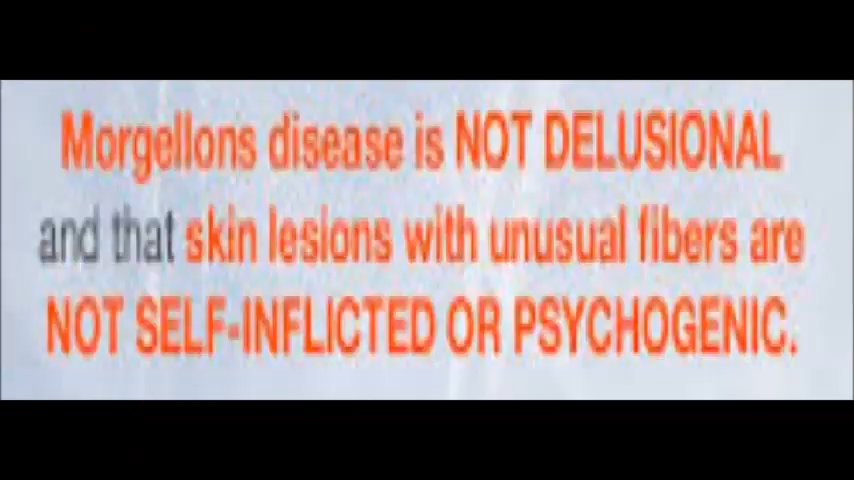 Morgellons disease is NOT DELUSIONAL
and that skin lesions with unusual fibers are
NOT SELF-INFLICTED OR PSYCHOGENIC.